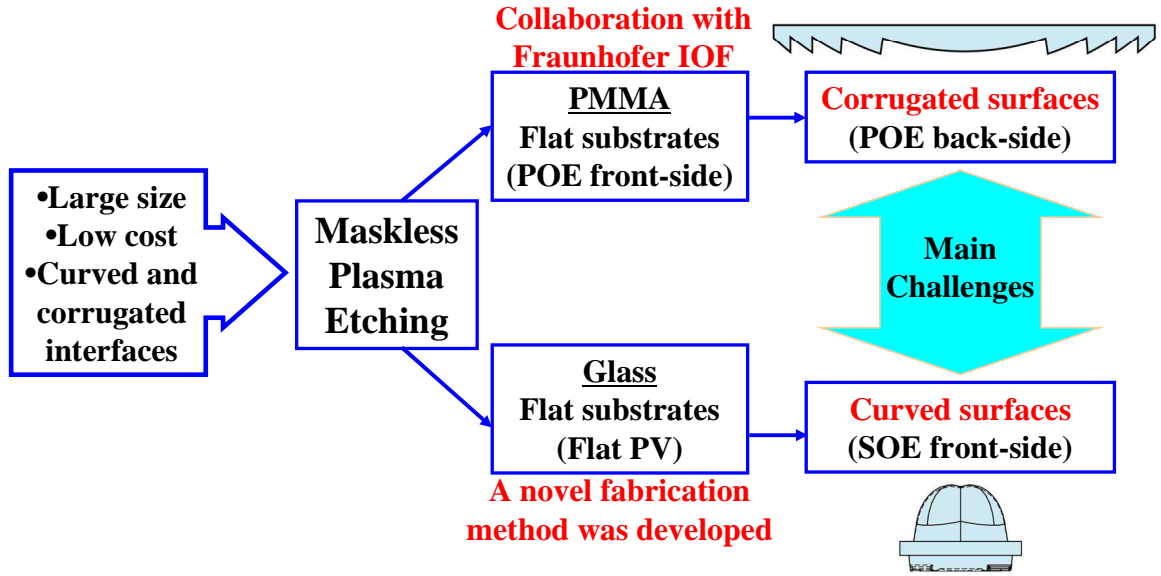 •Large size
•Low cost
•Curved and
corrugated
interfaces
Maskless
Plasma
Etching
Collaboration with
Fraunhofer IOF
PMMA
Flat substrates
(POE front-side)
Corrugated surfaces
(POE back-side)
Main
Challenges
Glass
Flat substrates
(Flat PV)
A novel fabrication
method was developed
Curved surfaces
(SOE front-side)